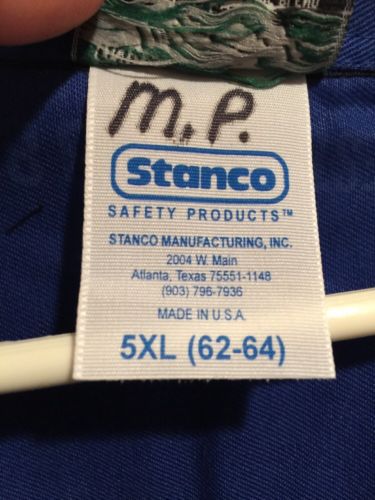 M.P.
Stanco
SAFETY PRODUCTS™
STANCO MANUFACTURING, INC.
2004 W. Main
Atlanta, Texas 75551-1148
(903) 796-7936
MADE IN U.S.A.
5XL (62-64)